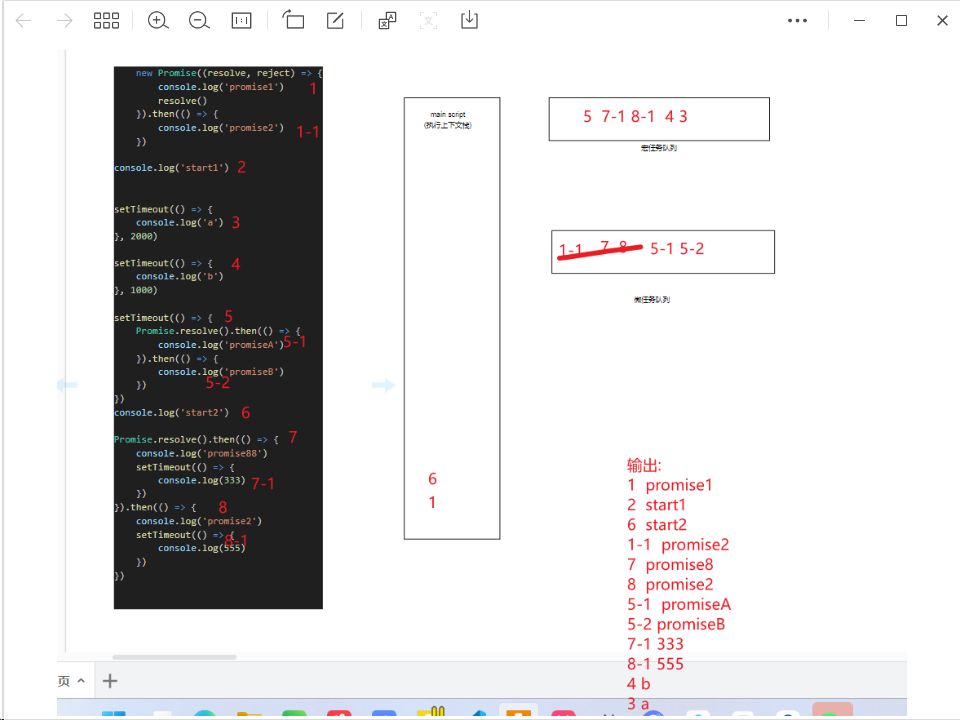 new Promise((resolve, reject) => {
console.log('promise1') 1
resolve()
}).then(() => {
console.log('promise2') 1-1
})
console.log('start1') 2
setTimeout(() => {
console.log('a') 3
}, 2000)
setTimeout(() => { 4
console.log('b')
}, 1000)
setTimeout(() => { 5
Promise.resolve().then(() => {
console.log('promiseA') 5-1
}).then(() => {
console.log('promiseB')
}) 5-2
})
console.log('start2') 6
Promise.resolve().then(() => { 7
console.log('promise88')
setTimeout(() => {
console.log(333) 7-1
})
}).then(() => { 8
console.log('promise2')
setTimeout(() => { 8-1
console.log(555)
})
})
main script
(执行上下文栈)
6
1
5 7-1 8-1 4 3
宏任务队列
1-1 7 8 5-1 5-2
微任务队列
输出:
1 promise1
2 start1
6 start2
1-1 promise2
7 promise8
8 promise2
5-1 promiseA
5-2 promiseB
7-1 333
8-1 555
4 b
3 a
页